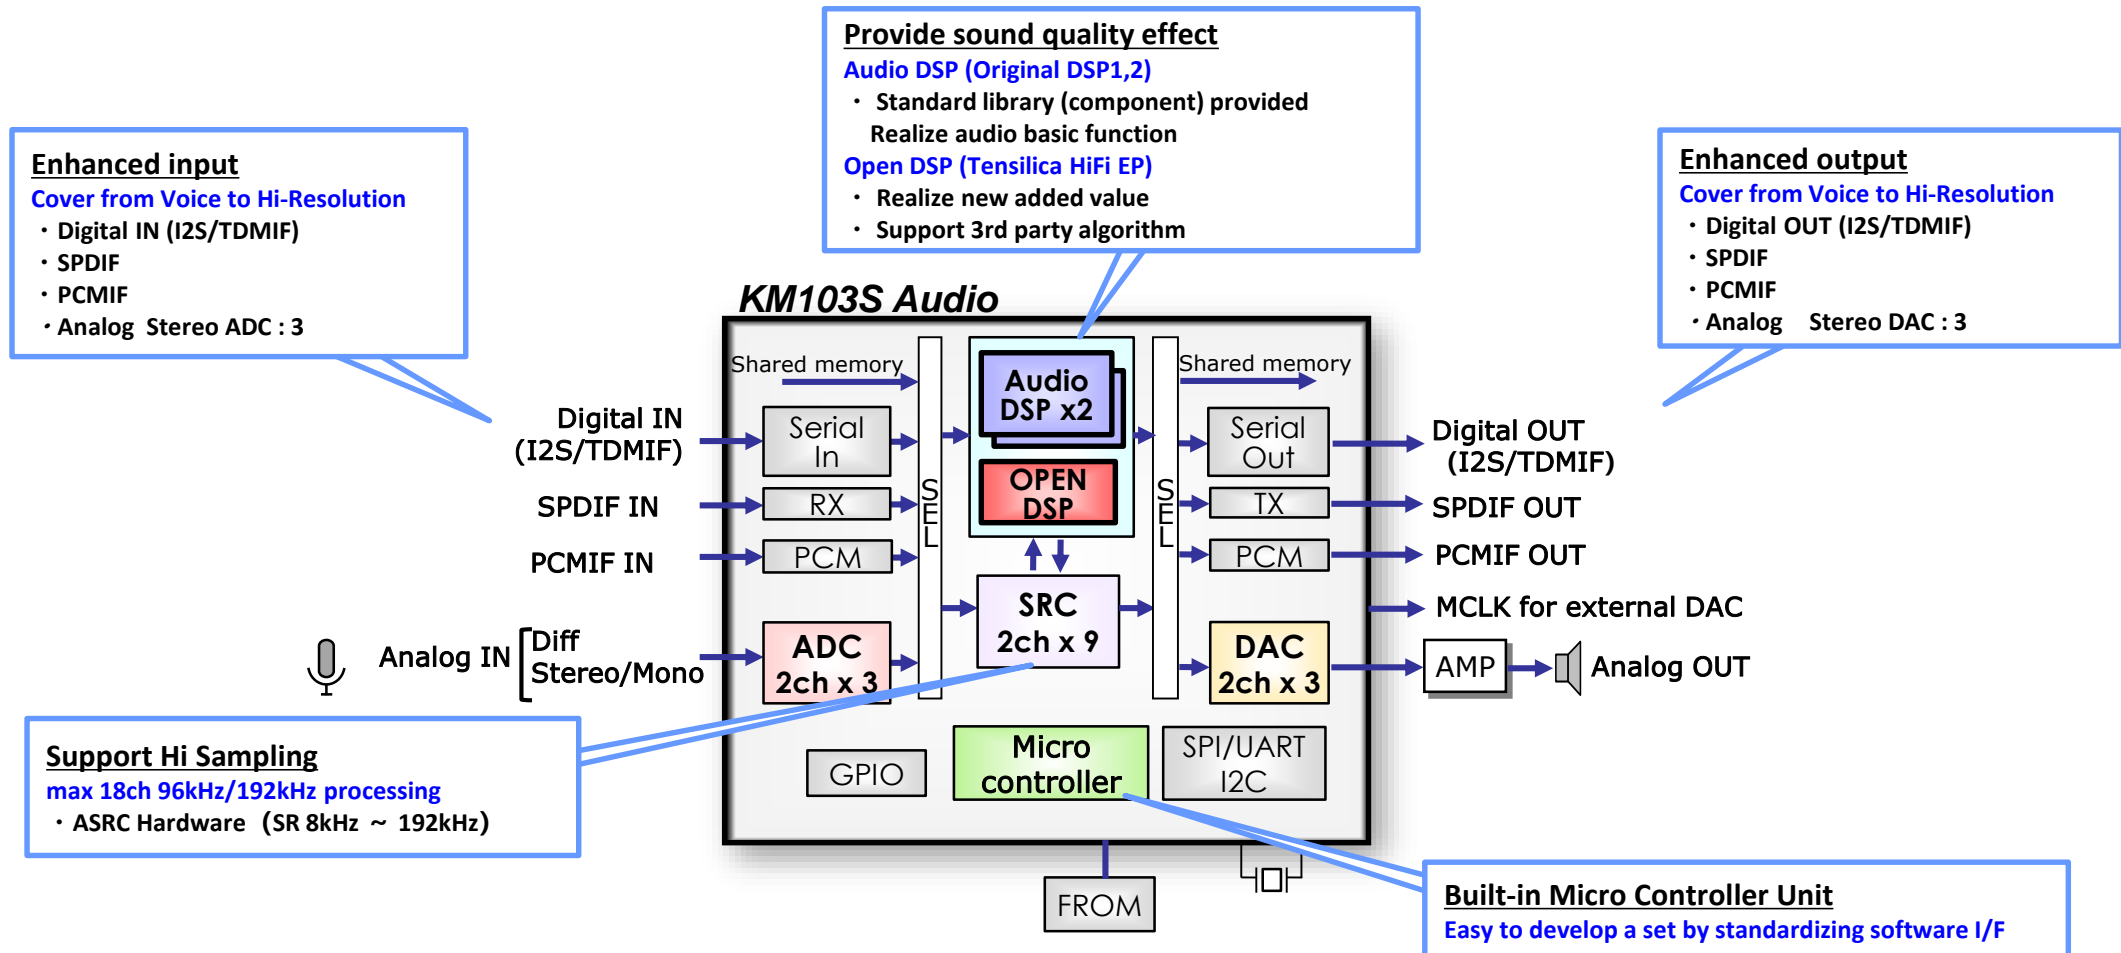 Provide sound quality effect
Audio DSP (Original DSP1,2)
・ Standard library (component) provided
Realize audio basic function
Open DSP (Tensilica HiFi EP)
・ Realize new added value
・ Support 3rd party algorithm
Enhanced input
Cover from Voice to Hi-Resolution
・Digital IN (I2S/TDMIF)
・SPDIF
・PCMIF
・Analog Stereo ADC : 3
Enhanced output
Cover from Voice to Hi-Resolution
・Digital OUT (I2S/TDMIF)
・SPDIF
・PCMIF
・Analog Stereo DAC : 3
KM103S Audio
Shared memory
Audio
DSP x2
Shared memory
Digital IN
(I2S/TDMIF)
Serial
In
Serial
Out
Digital OUT
(I2S/TDMIF)
OPEN
DSP
SEL
SEL
SPDIF IN
RX
TX
SPDIF OUT
PCMIF IN
PCM
PCM
PCMIF OUT
SRC
2ch x 9
MCLK for external DAC
Analog IN
Diff
Stereo/Mono
ADC
2ch x 3
DAC
2ch x 3
AMP
Analog OUT
Support Hi Sampling
max 18ch 96kHz/192kHz processing
・ASRC Hardware (SR 8kHz ~ 192kHz)
GPIO
Micro
controller
SPI/UART
I2C
FROM
Built-in Micro Controller Unit
Easy to develop a set by standardizing software I/F